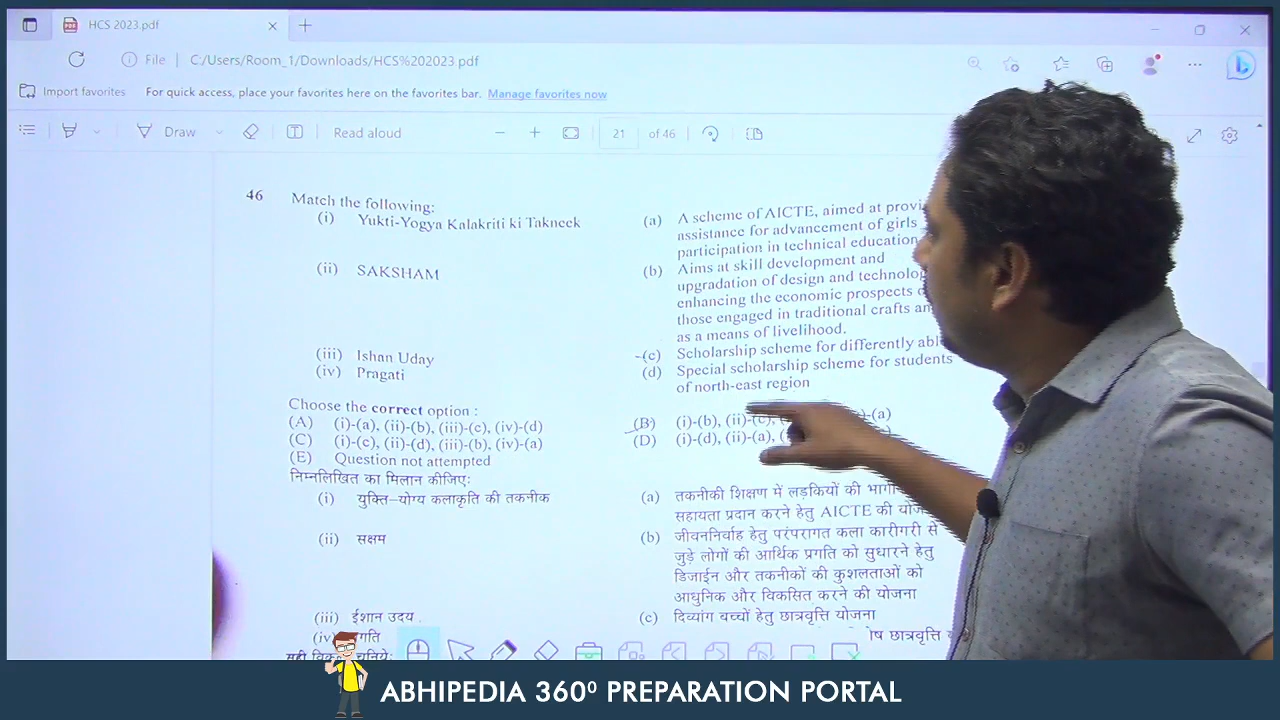 HCS 2023.pdf
File C:/Users/Room_1/Downloads/HCS%202023.pdf
Import favorites For quick access, place your favorites here on the favorites bar. Manage favorites now
Draw Read aloud 21 of 46
46 Match the following:
(i) Yukti-Yogya Kalakriti ki Takneek
(ii) SAKSHAM
(iii) Ishan Uday
(iv) Pragati
(a) A scheme of AICTE, aimed at
assistance for advancement of girls
participation in technical education
(b) Aims at skill development and
upgradation of design and
enhancing the economic prospects
those engaged in traditional crafts
as a means of livelihood.
(c) Scholarship scheme for differently
(d) Special scholarship scheme for students
of north-east region
Choose the correct option :
(A) (i)-(a), (ii)-(b), (iii)-(c), (iv)-(d)
(B) (i)-(b), (ii)-(c), -(a)
(C) (i)-(c), (ii)-(d), (iii)-(b), (iv)-(a)
(D) (i)-(d), (ii)-(a),
(E) Question not attempted
निम्नलिखित का मिलान कीजिए:
(i) युक्ति–योग्य कलाकृति की तकनीक
(ii) सक्षम
(iii) ईशान उदय
(iv)
(a) तकनीकी शिक्षण में लड़कियों की
सहायता प्रदान करने हेतु AICTE की
(b) जीवननिर्वाह हेतु परंपरागत कला कारीगरी से
जुड़े लोगों की आर्थिक प्रगति को सुधारने हेतु
डिजाईन और तकनीकों की कुशलताओं को
आधुनिक और विकसित करने की योजना
(c) दिव्यांग बच्चों हेतु छात्रवृत्ति योजना
छात्रवृत्ति
ABHIPEDIA 360⁰ PREPARATION PORTAL